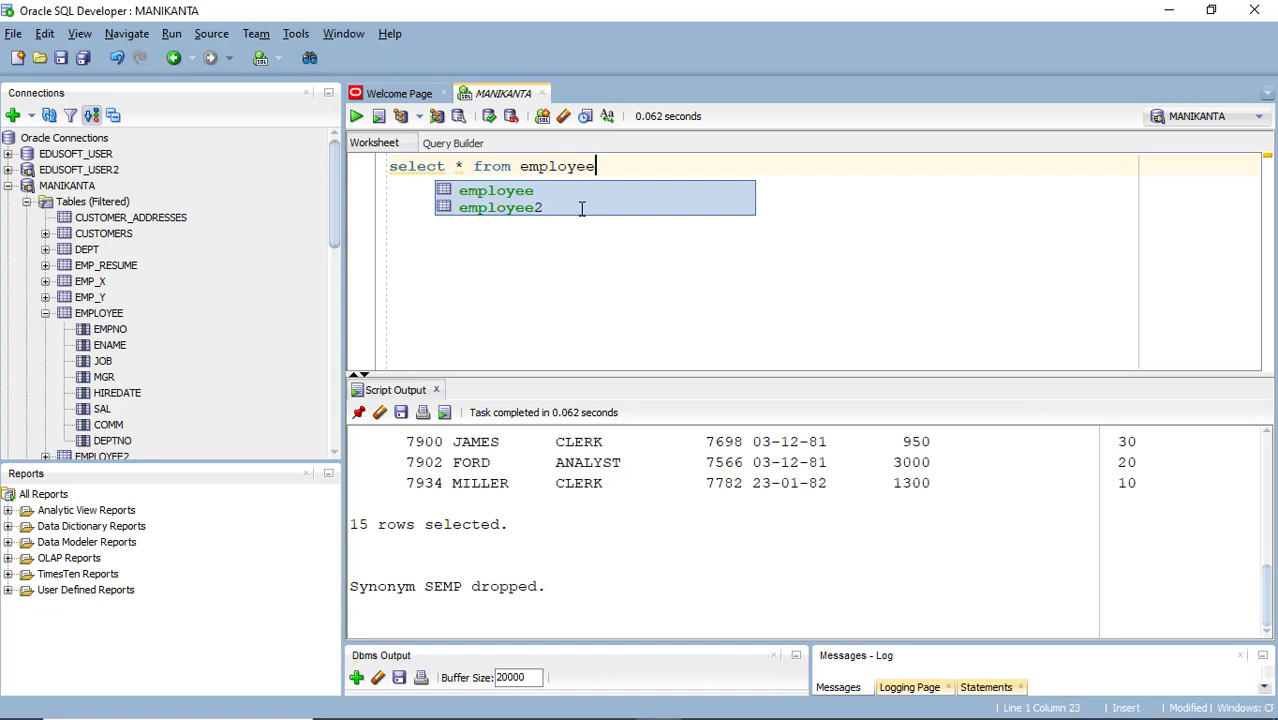 Oracle SQL Developer : MANIKANTA
File Edit View Navigate Run Source Team Tools Window Help
Connections
Oracle Connections
EDUSOFT_USER
EDUSOFT_USER2
MANIKANTA
Tables (Filtered)
CUSTOMER_ADDRESSES
CUSTOMERS
DEPT
EMP_RESUME
EMP_X
EMP_Y
EMPLOYEE
EMPNO
ENAME
JOB
MGR
HIREDATE
SAL
COMM
DEPTNO
EMPLOYEE2
Reports
All Reports
Analytic View Reports
Data Dictionary Reports
Data Modeler Reports
OLAP Reports
TimesTen Reports
User Defined Reports
Welcome Page MANIKANTA
0.062 seconds MANIKANTA
Worksheet Query Builder
select * from employee
employee
employee2
Script Output
Task completed in 0.062 seconds
7900 JAMES CLERK 7698 03-12-81 950 30
7902 FORD ANALYST 7566 03-12-81 3000 20
7934 MILLER CLERK 7782 23-01-82 1300 10
15 rows selected.
Synonym SEMP dropped.
Dbms Output
Buffer Size: 20000
Messages - Log
Messages Logging Page Statements
Line 1 Column 23 Insert Modified Windows: CF